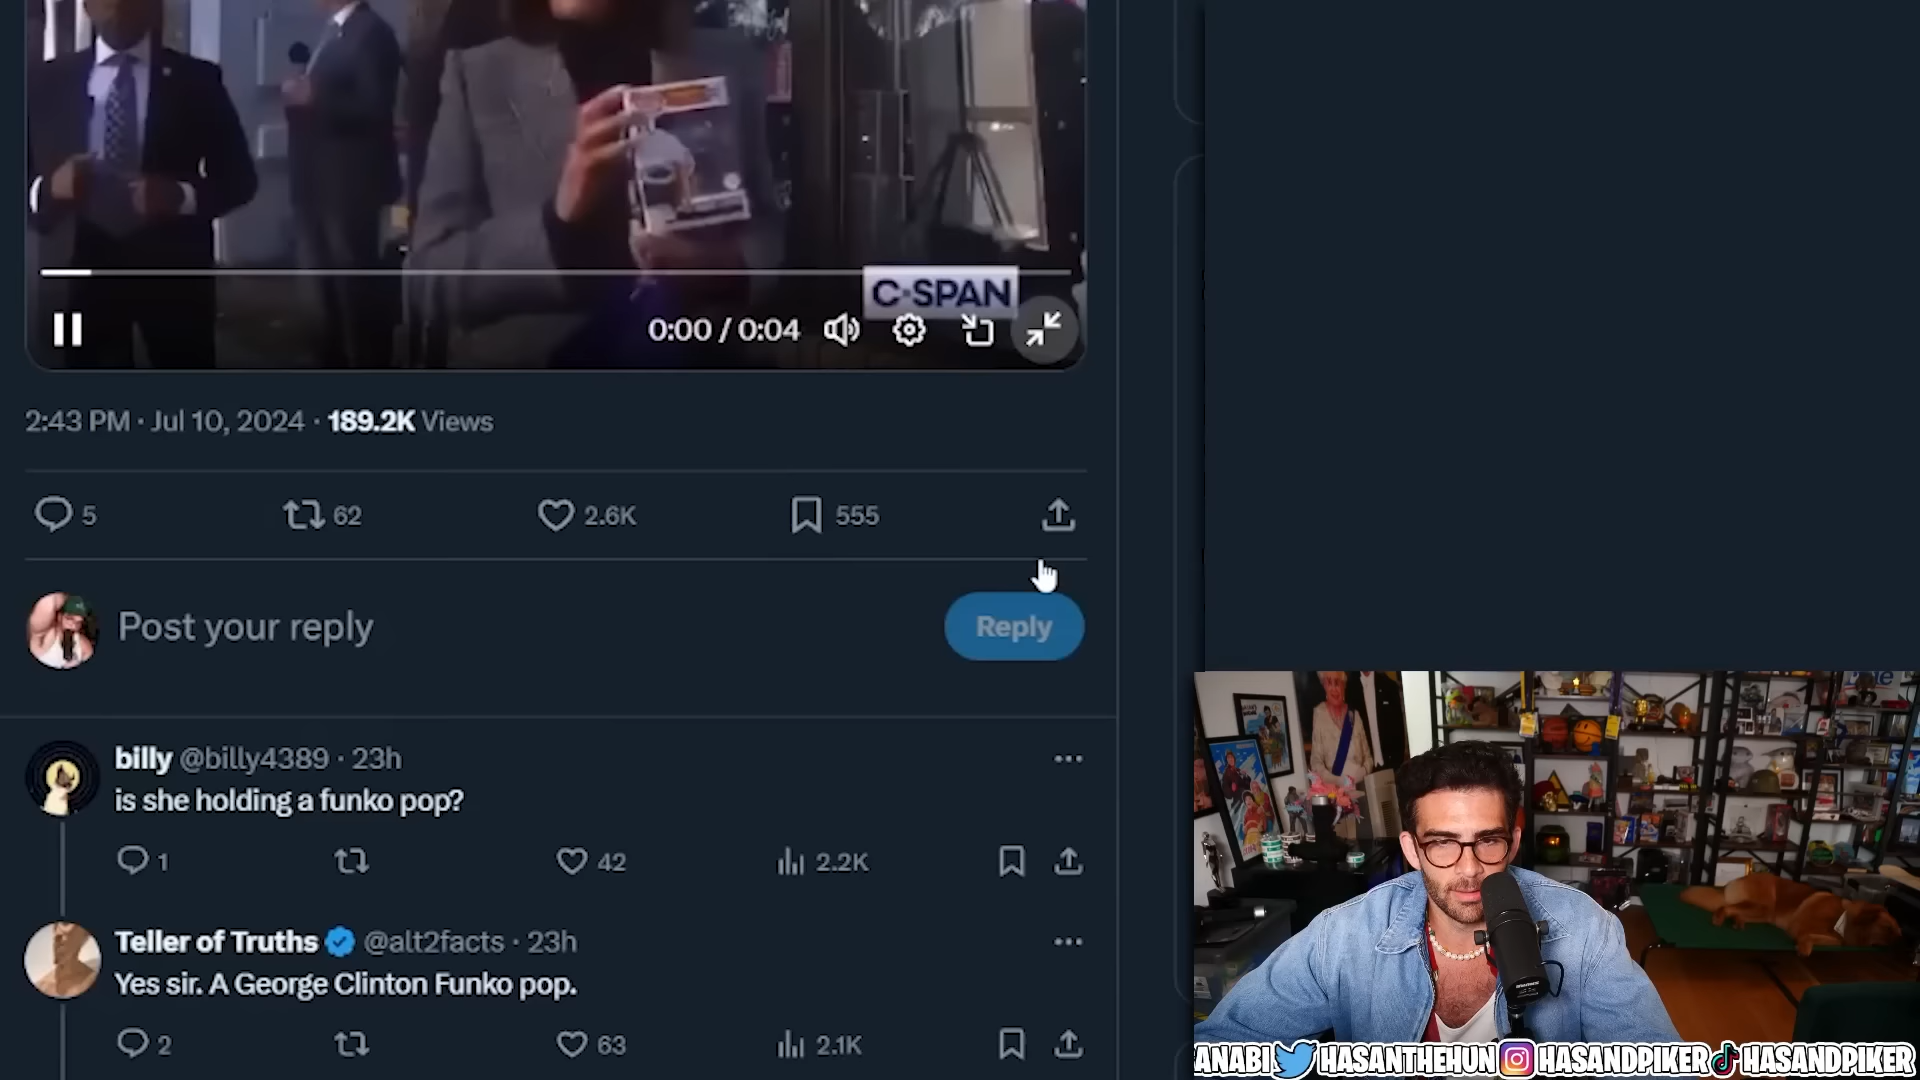 C-SPAN
0:00 / 0:04
2:43 PM · Jul 10, 2024 · 189.2K Views
5 62 2.6K 555
Post your reply
Reply
billy @billy4389 · 23h
is she holding a funko pop?
1 42 2.2K
Teller of Truths @alt2facts · 23h
Yes sir. A George Clinton Funko pop.
2 63 2.1K
ANABI HASANTHEHUN HASANDPIKER HASANDPIKER